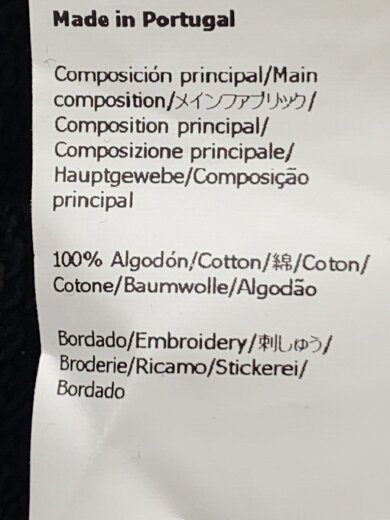 Made in Portugal
Composición principal/Main
composition/メインファブリック/
Composition principal/
Composizione principale/
Hauptgewebe/Composição
principal
100% Algodón/Cotton/綿/Coton/
Cotone/Baumwolle/Algodão
Bordado/Embroidery/刺しゅう/
Broderie/Ricamo/Stickerei/
Bordado